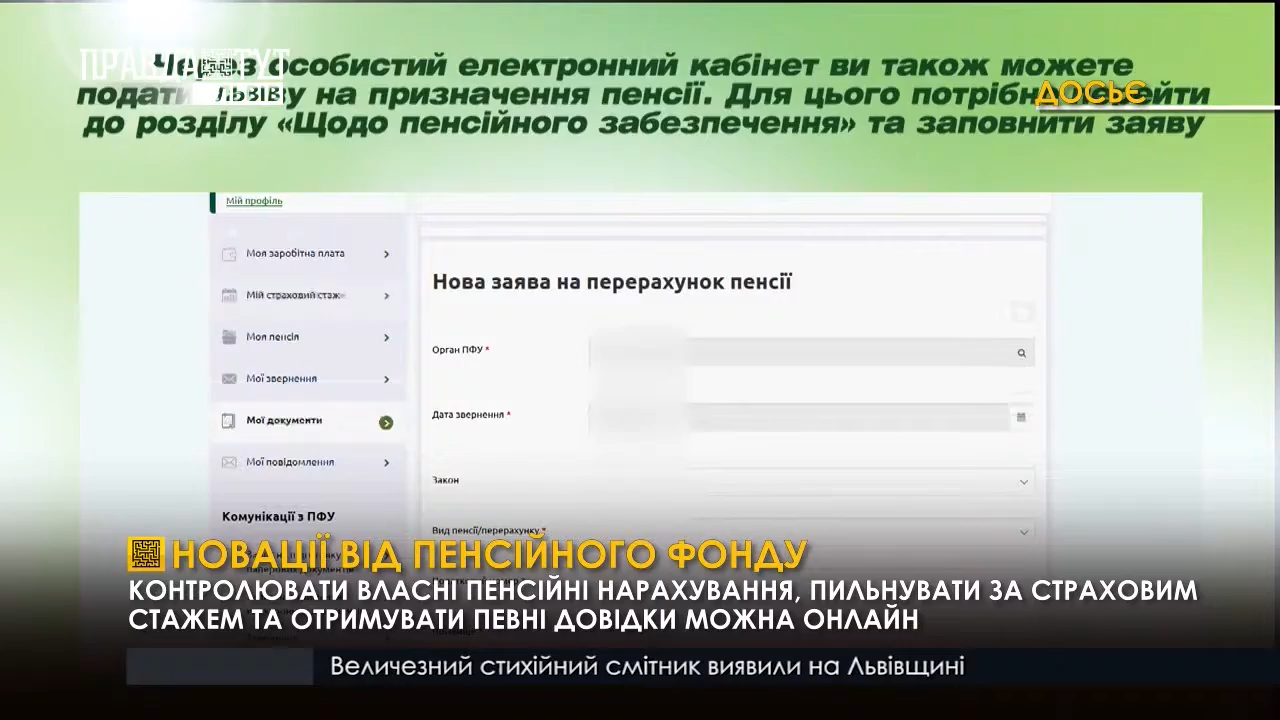 ПРАВДА ТУТ
ЛЬВІВ
особистий електронний кабінет ви також можете
подати на призначення пенсії. Для цього
до розділу «Щодо пенсійного забезпечення» та заповнити заяву
ДОСЬЄ
Мій профіль
Моя заробітна плата
Мій страховий стаж
Моя пенсія
Мої звернення
Мої документи
Мої повідомлення
Комунікації з ПФУ
Нова заява на перерахунок пенсії
Орган ПФУ *
Дата звернення *
Закон
Вид пенсії/перерахунку *
НОВАЦІЇ ВІД ПЕНСІЙНОГО ФОНДУ
КОНТРОЛЮВАТИ ВЛАСНІ ПЕНСІЙНІ НАРАХУВАННЯ, ПИЛЬНУВАТИ ЗА СТРАХОВИМ
СТАЖЕМ ТА ОТРИМУВАТИ ПЕВНІ ДОВІДКИ МОЖНА ОНЛАЙН
Величезний стихійний смітник виявили на Львівщині